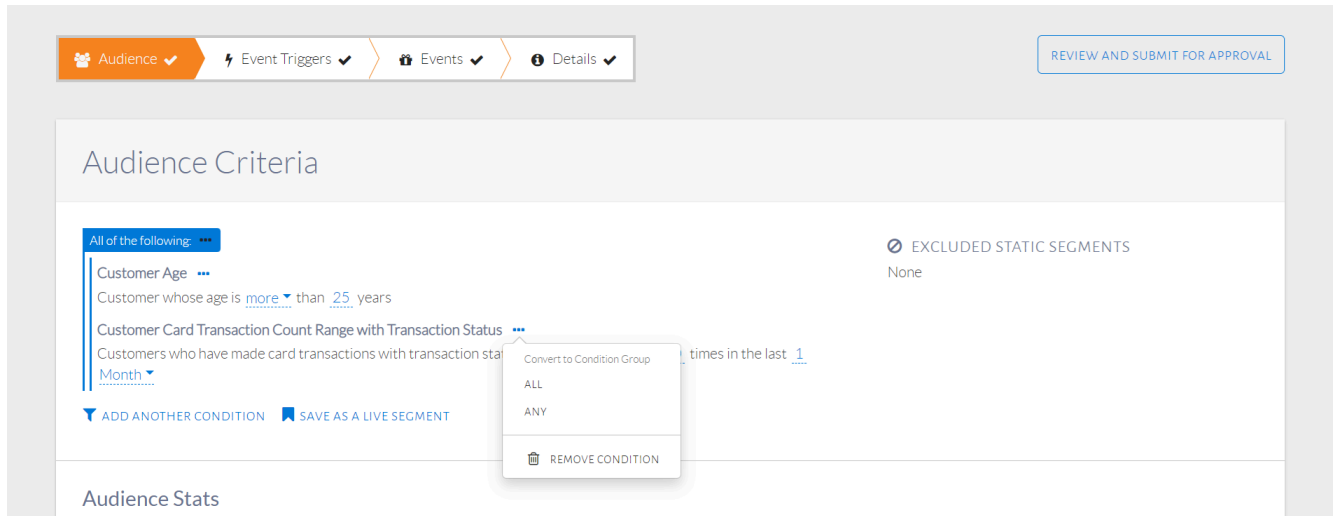 Audience
Event Triggers
Events
Details
REVIEW AND SUBMIT FOR APPROVAL
Audience Criteria
All of the following:
EXCLUDED STATIC SEGMENTS
None
Customer Age
Customer whose age is more than 25 years
Customer Card Transaction Count Range with Transaction Status
Customers who have made card transactions with transaction times in the last 1
Month
Convert to Condition Group
ALL
ANY
REMOVE CONDITION
ADD ANOTHER CONDITION SAVE AS A LIVE SEGMENT
Audience Stats